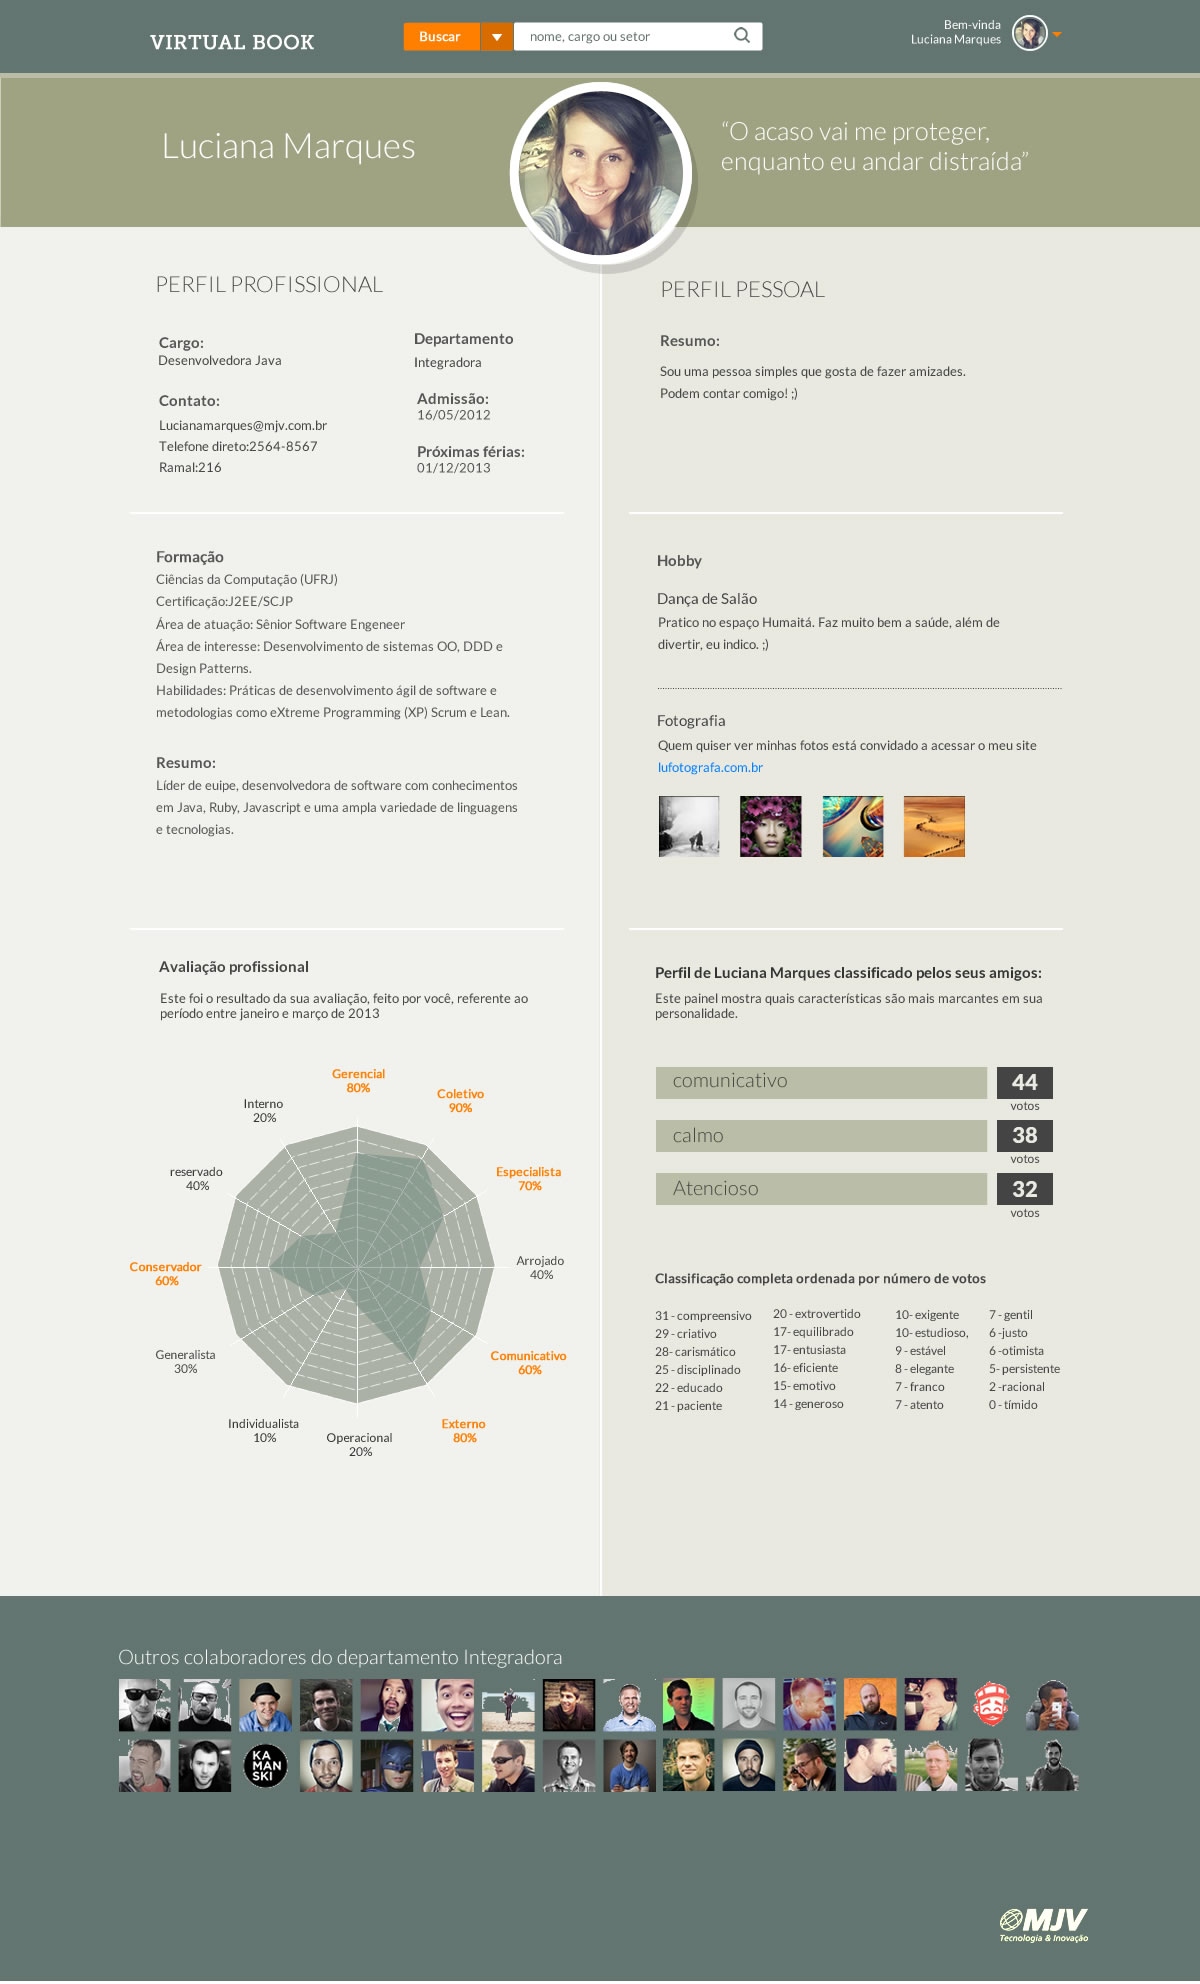 VIRTUAL BOOK
Buscar
nome, cargo ou setor
Bem-vinda
Luciana Marques
Luciana Marques
“O acaso vai me proteger,
enquanto eu andar distraída”
PERFIL PROFISSIONAL
Cargo:
Desenvolvedora Java
Contato:
Lucianamarques@mjv.com.br
Telefone direto:2564-8567
Ramal:216
Departamento
Integradora
Admissão:
16/05/2012
Próximas férias:
01/12/2013
Formação
Ciências da Computação (UFRJ)
Certificação:J2EE/SCJP
Área de atuação: Sênior Software Engeneer
Área de interesse: Desenvolvimento de sistemas OO, DDD e
Design Patterns.
Habilidades: Práticas de desenvolvimento ágil de software e
metodologias como eXtreme Programming (XP) Scrum e Lean.
Resumo:
Líder de euipe, desenvolvedora de software com conhecimentos
em Java, Ruby, Javascript e uma ampla variedade de linguagens
e tecnologias.
Avaliação profissional
Este foi o resultado da sua avaliação, feito por você, referente ao
período entre janeiro e março de 2013
Gerencial
80%
Coletivo
90%
Especialista
70%
Arrojado
40%
Comunicativo
60%
Externo
80%
Operacional
20%
Individualista
10%
Generalista
30%
Conservador
60%
reservado
40%
Interno
20%
PERFIL PESSOAL
Resumo:
Sou uma pessoa simples que gosta de fazer amizades.
Podem contar comigo! ;)
Hobby
Dança de Salão
Pratico no espaço Humaitá. Faz muito bem a saúde, além de
divertir, eu indico. ;)
Fotografia
Quem quiser ver minhas fotos está convidado a acessar o meu site
lufotografa.com.br
Perfil de Luciana Marques classificado pelos seus amigos:
Este painel mostra quais características são mais marcantes em sua
personalidade.
comunicativo
44
votos
calmo
38
votos
Atencioso
32
votos
Classificação completa ordenada por número de votos
31 - compreensivo
29 - criativo
28- carismático
25 - disciplinado
22 - educado
21 - paciente
20 - extrovertido
17- equilibrado
17- entusiasta
16- eficiente
15- emotivo
14 - generoso
10- exigente
10- estudioso,
9 - estável
8 - elegante
7 - franco
7 - atento
7 - gentil
6 -justo
6 -otimista
5- persistente
2 -racional
0 - tímido
Outros colaboradores do departamento Integradora
KA
MAN
SKI
MJV
Tecnologia & Inovação